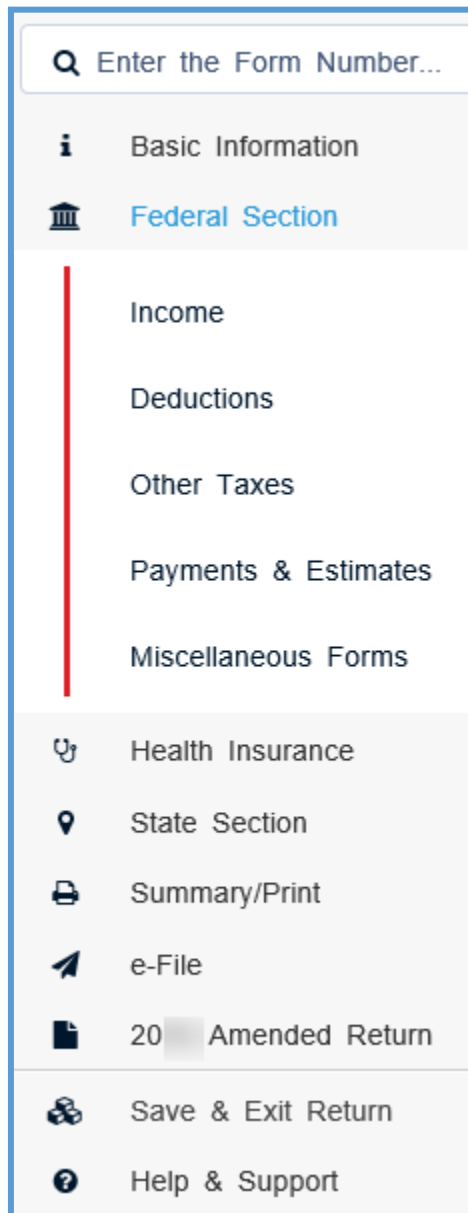 Enter the Form Number...
Basic Information
Federal Section
Income
Deductions
Other Taxes
Payments & Estimates
Miscellaneous Forms
Health Insurance
State Section
Summary/Print
e-File
20 Amended Return
Save & Exit Return
Help & Support